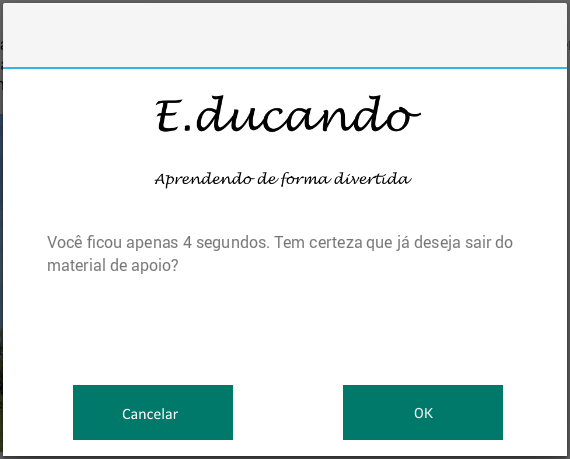 E.ducando
Aprendendo de forma divertida
Você ficou apenas 4 segundos. Tem certeza que já deseja sair do
material de apoio?
Cancelar
OK